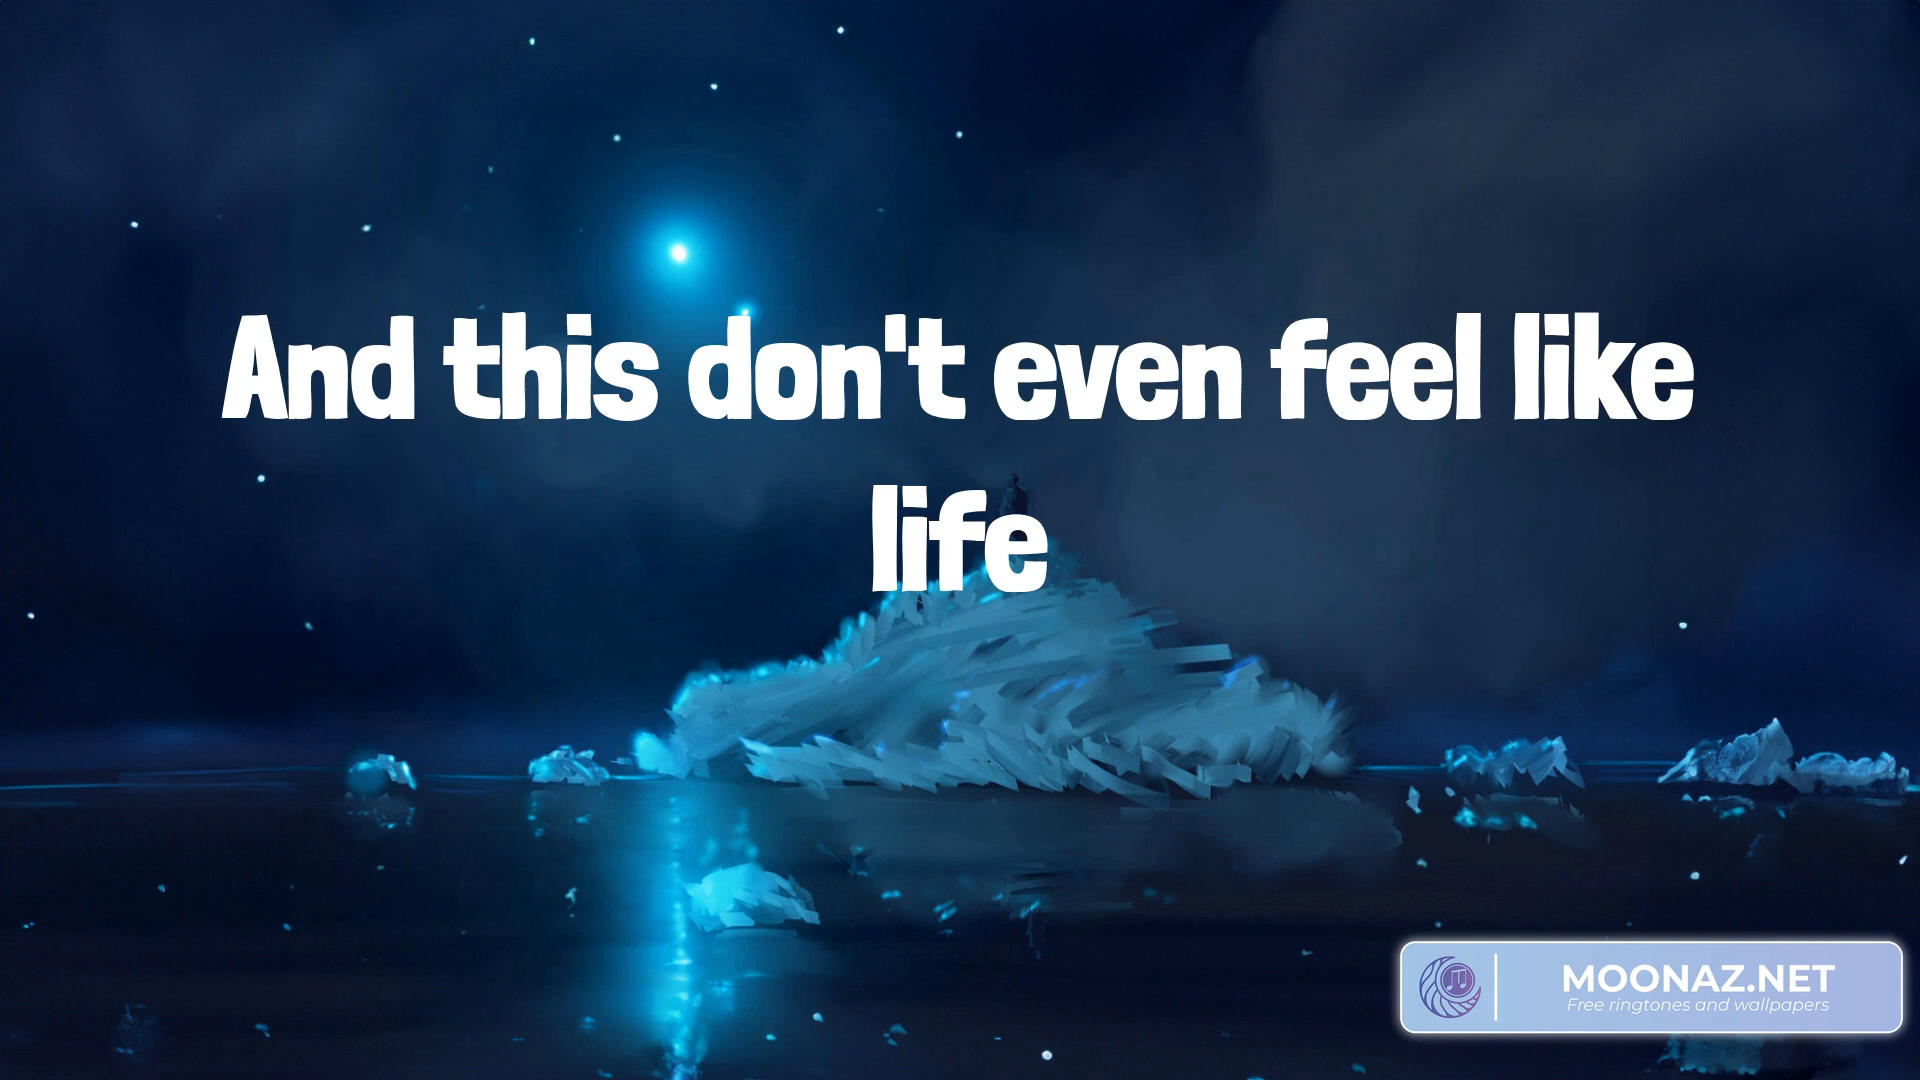 And this don't even feel like
life
MOONAZ.NET
Free ringtones and wallpapers